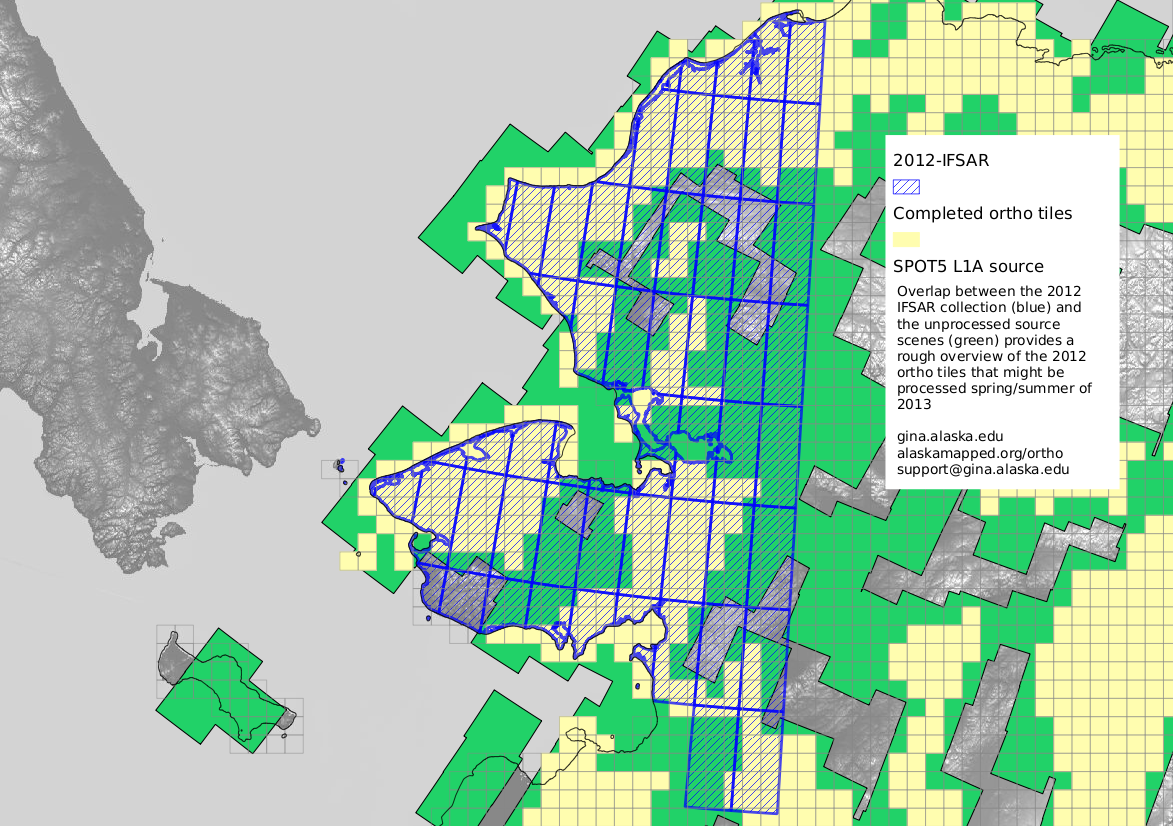 2012-IFSAR
Completed ortho tiles
SPOT5 L1A source
Overlap between the 2012
IFSAR collection (blue) and
the unprocessed source
scenes (green) provides a
rough overview of the 2012
ortho tiles that might be
processed spring/summer of
2013
gina.alaska.edu
alaskamapped.org/ortho
support@gina.alaska.edu